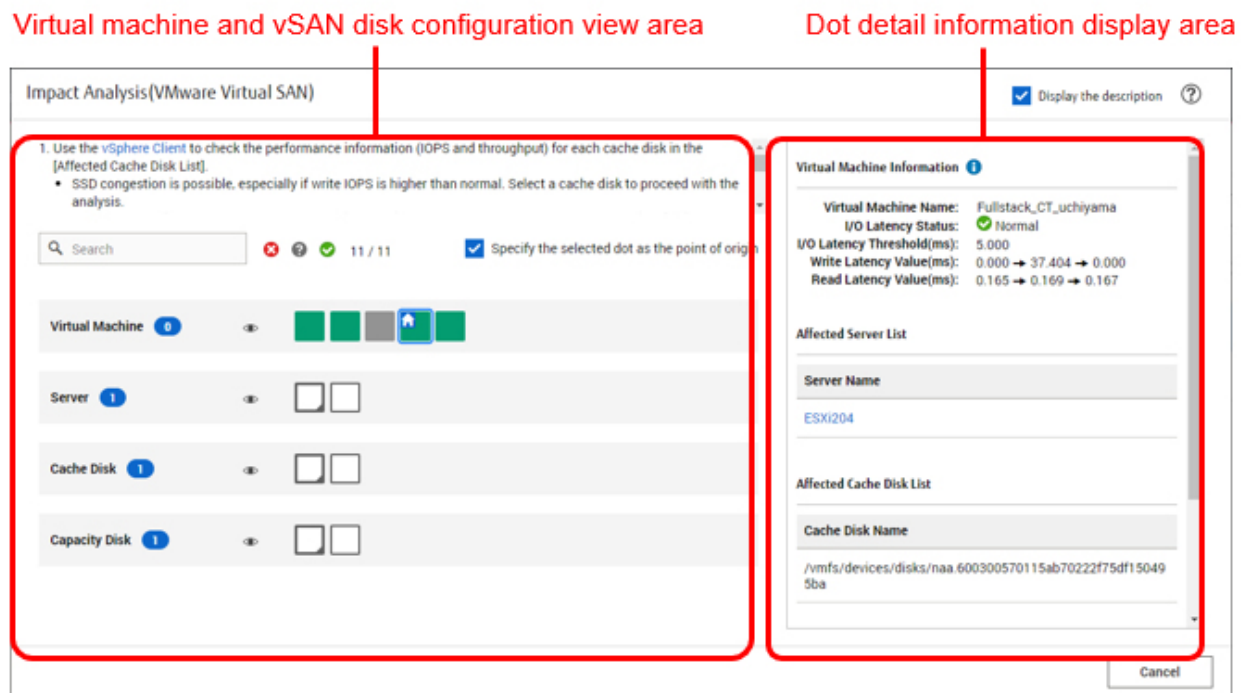 Virtual machine and vSAN disk configuration view area
Dot detail information display area
Impact Analysis(VMware Virtual SAN)
Display the description
1. Use the vSphere Client to check the performance information (IOPS and throughput) for each cache disk in the
[Affected Cache Disk List].
• SSD congestion is possible, especially if write IOPS is higher than normal. Select a cache disk to proceed with the
analysis.
Search
11 / 11
Specify the selected dot as the point of origin
Virtual Machine 0
Server 1
Cache Disk 1
Capacity Disk 1
Virtual Machine Information
Virtual Machine Name: Fullstack_CT_uchiyama
I/O Latency Status: Normal
I/O Latency Threshold(ms): 5.000
Write Latency Value(ms): 0.000 → 37.404 → 0.000
Read Latency Value(ms): 0.165 → 0.169 → 0.167
Affected Server List
Server Name
ESXi204
Affected Cache Disk List
Cache Disk Name
/vmfs/devices/disks/naa.600300570115ab70222f75df15049
5ba
Cancel